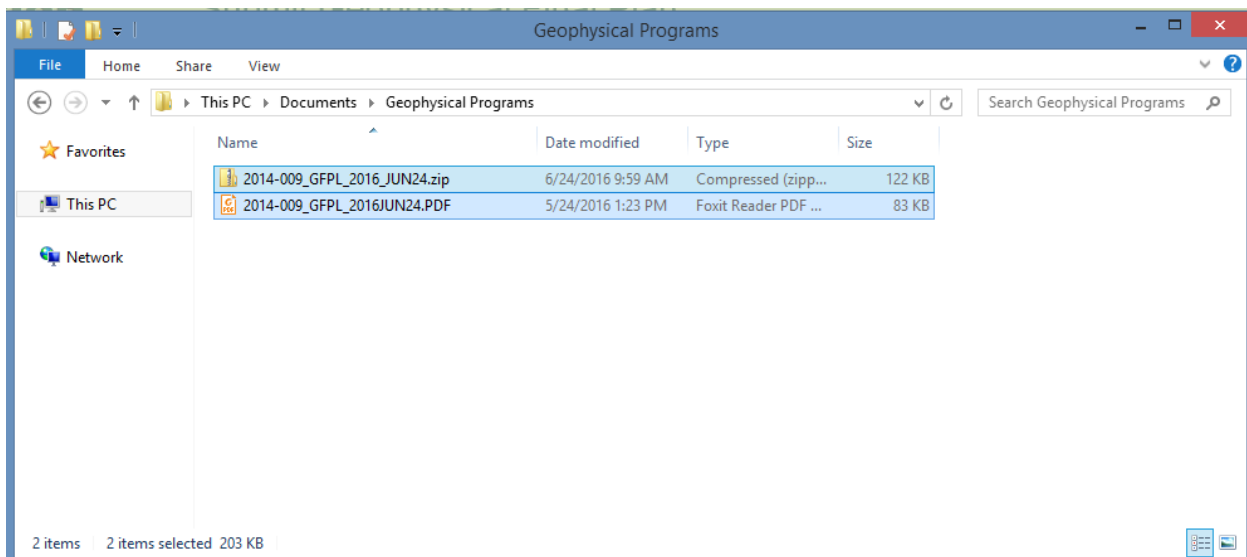 Geophysical Programs
File Home Share View
This PC Documents Geophysical Programs Search Geophysical Programs
Favorites
This PC
Network
Name Date modified Type Size
2014-009_GFPL_2016_JUN24.zip 6/24/2016 9:59 AM Compressed (zipp... 122 KB
2014-009_GFPL_2016JUN24.PDF 5/24/2016 1:23 PM Foxit Reader PDF ... 83 KB
2 items 2 items selected 203 KB